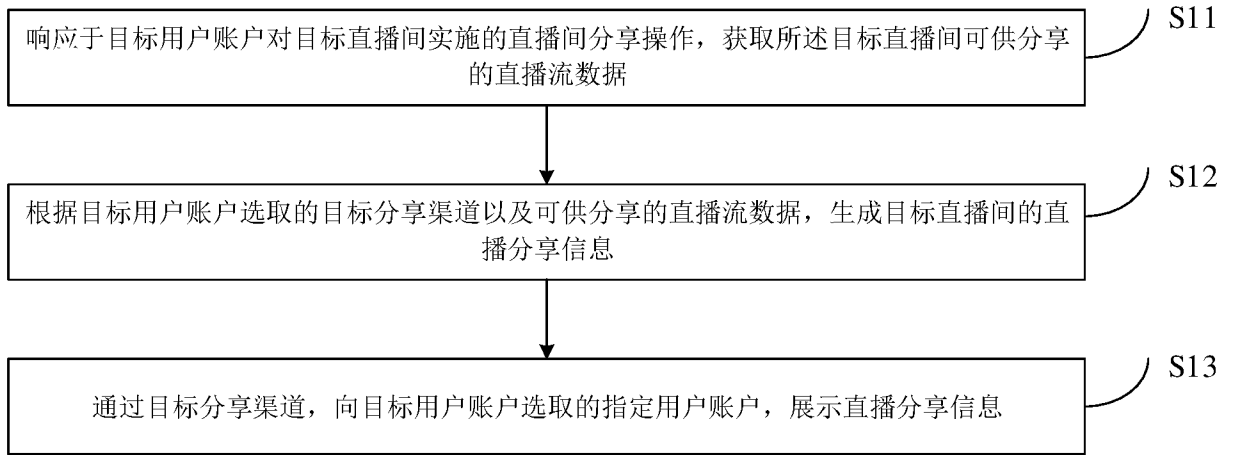 响应于目标用户账户对目标直播间实施的直播间分享操作，获取所述目标直播间可供分享
的直播流数据
S11
根据目标用户账户选取的目标分享渠道以及可供分享的直播流数据，生成目标直播间的直
播分享信息
S12
通过目标分享渠道，向目标用户账户选取的指定用户账户，展示直播分享信息
S13